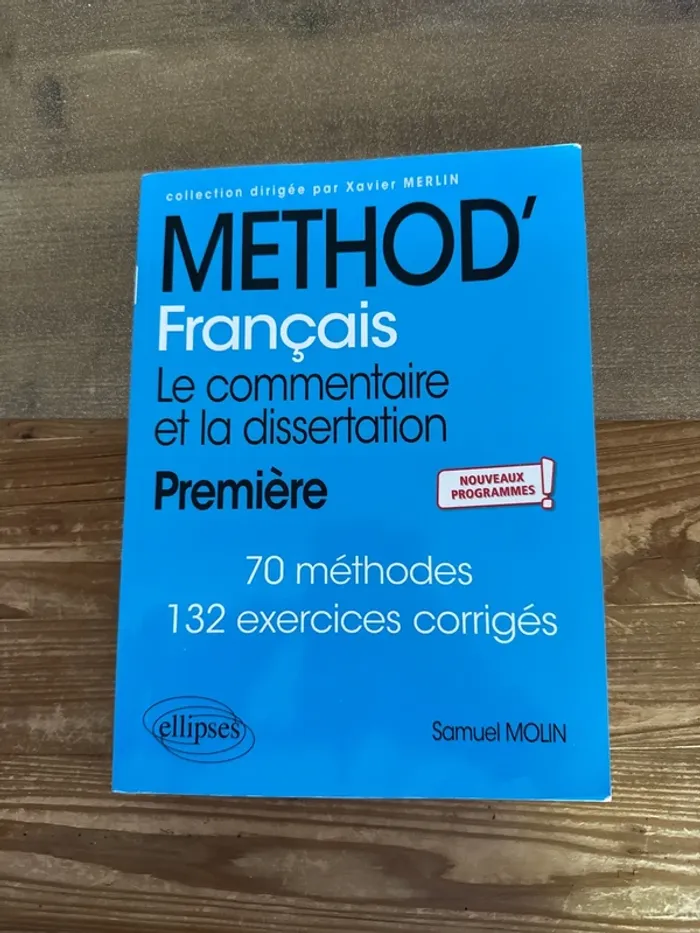 collection dirigée par Xavier MERLIN
METHOD'
Français
Le commentaire
et la dissertation
Première
NOUVEAUX
PROGRAMMES !
70 méthodes
132 exercices corrigés
ellipses
Samuel MOLIN